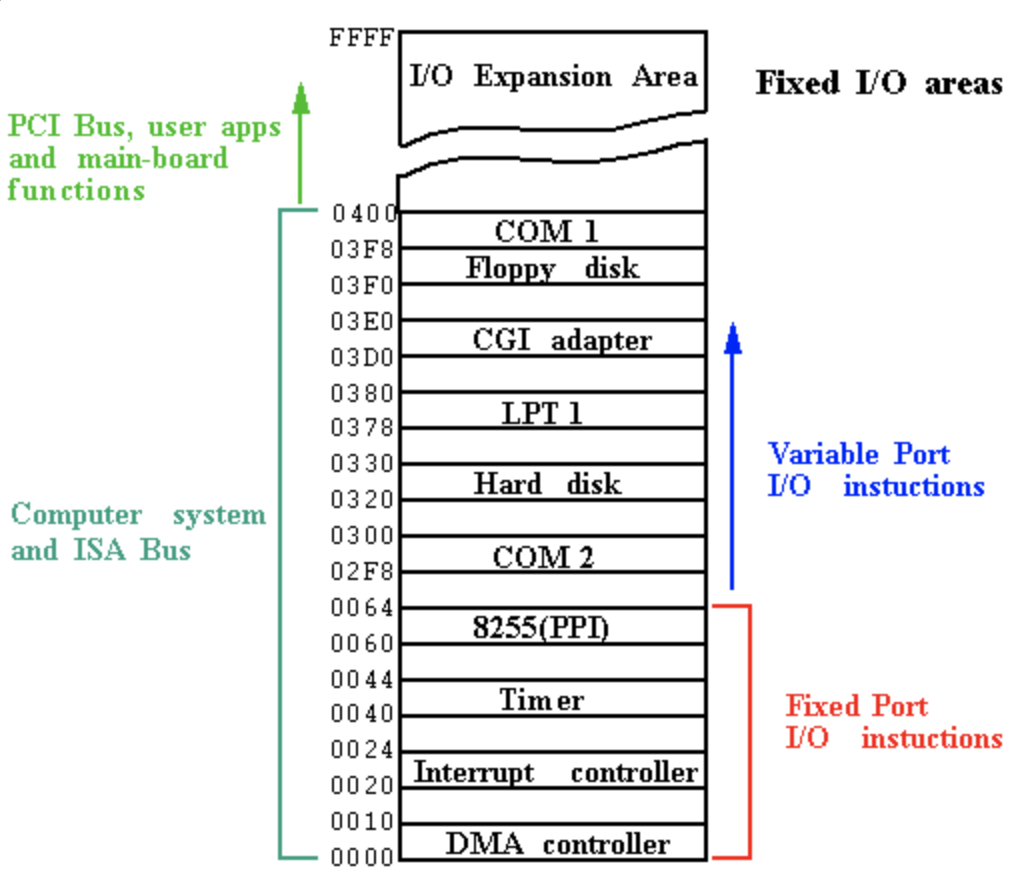 FFFF
I/O Expansion Area
Fixed I/O areas
PCI Bus, user apps
and main-board
functions
0400
COM 1
03F8
Floppy disk
03F0
03E0
CGI adapter
03D0
0380
LPT 1
0378
Variable Port
I/O instuctions
0330
Hard disk
0320
Computer system
and ISA Bus
0300
COM 2
02F8
0064
8255(PPI)
0060
0044
Timer
0040
Fixed Port
I/O instuctions
0024
Interrupt controller
0020
0010
DMA controller
0000